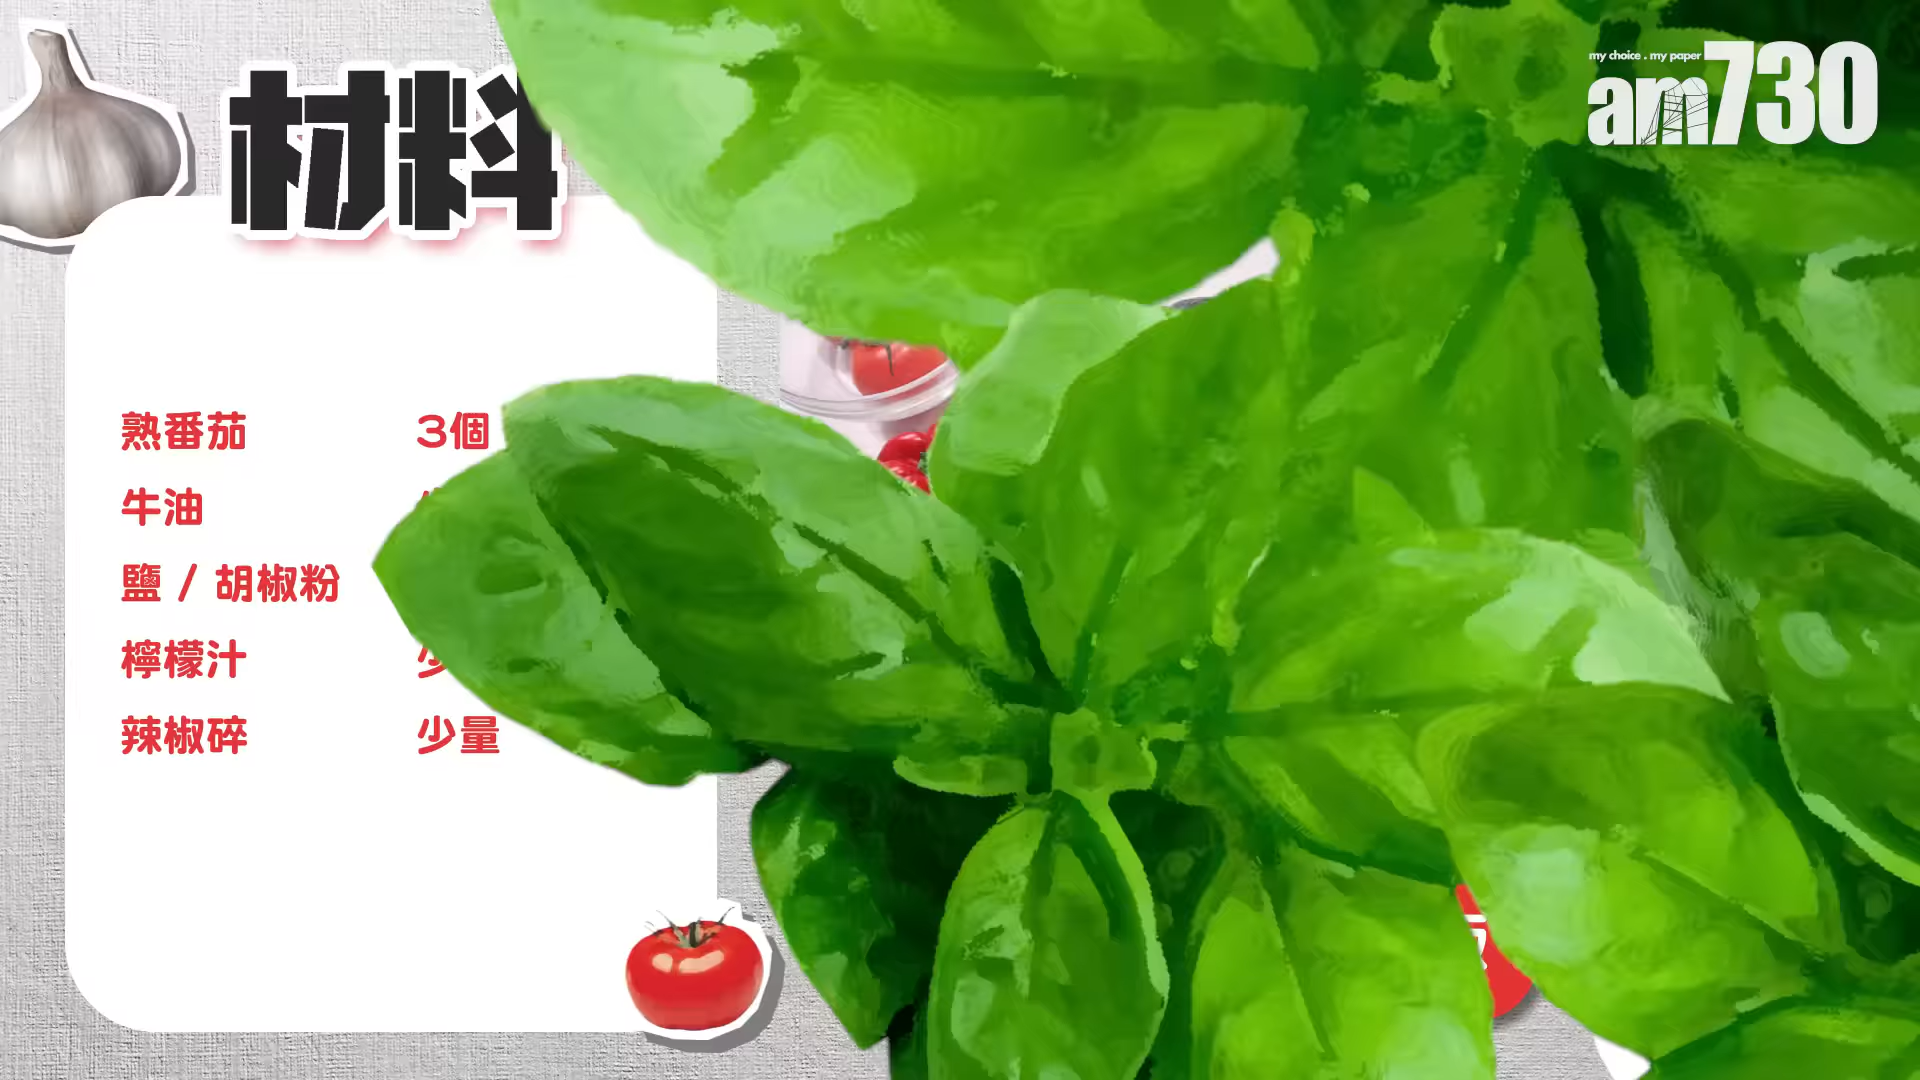 my choice . my paper
am730
材料
熟番茄 3個
牛油
鹽 / 胡椒粉
檸檬汁 少
辣椒碎 少量